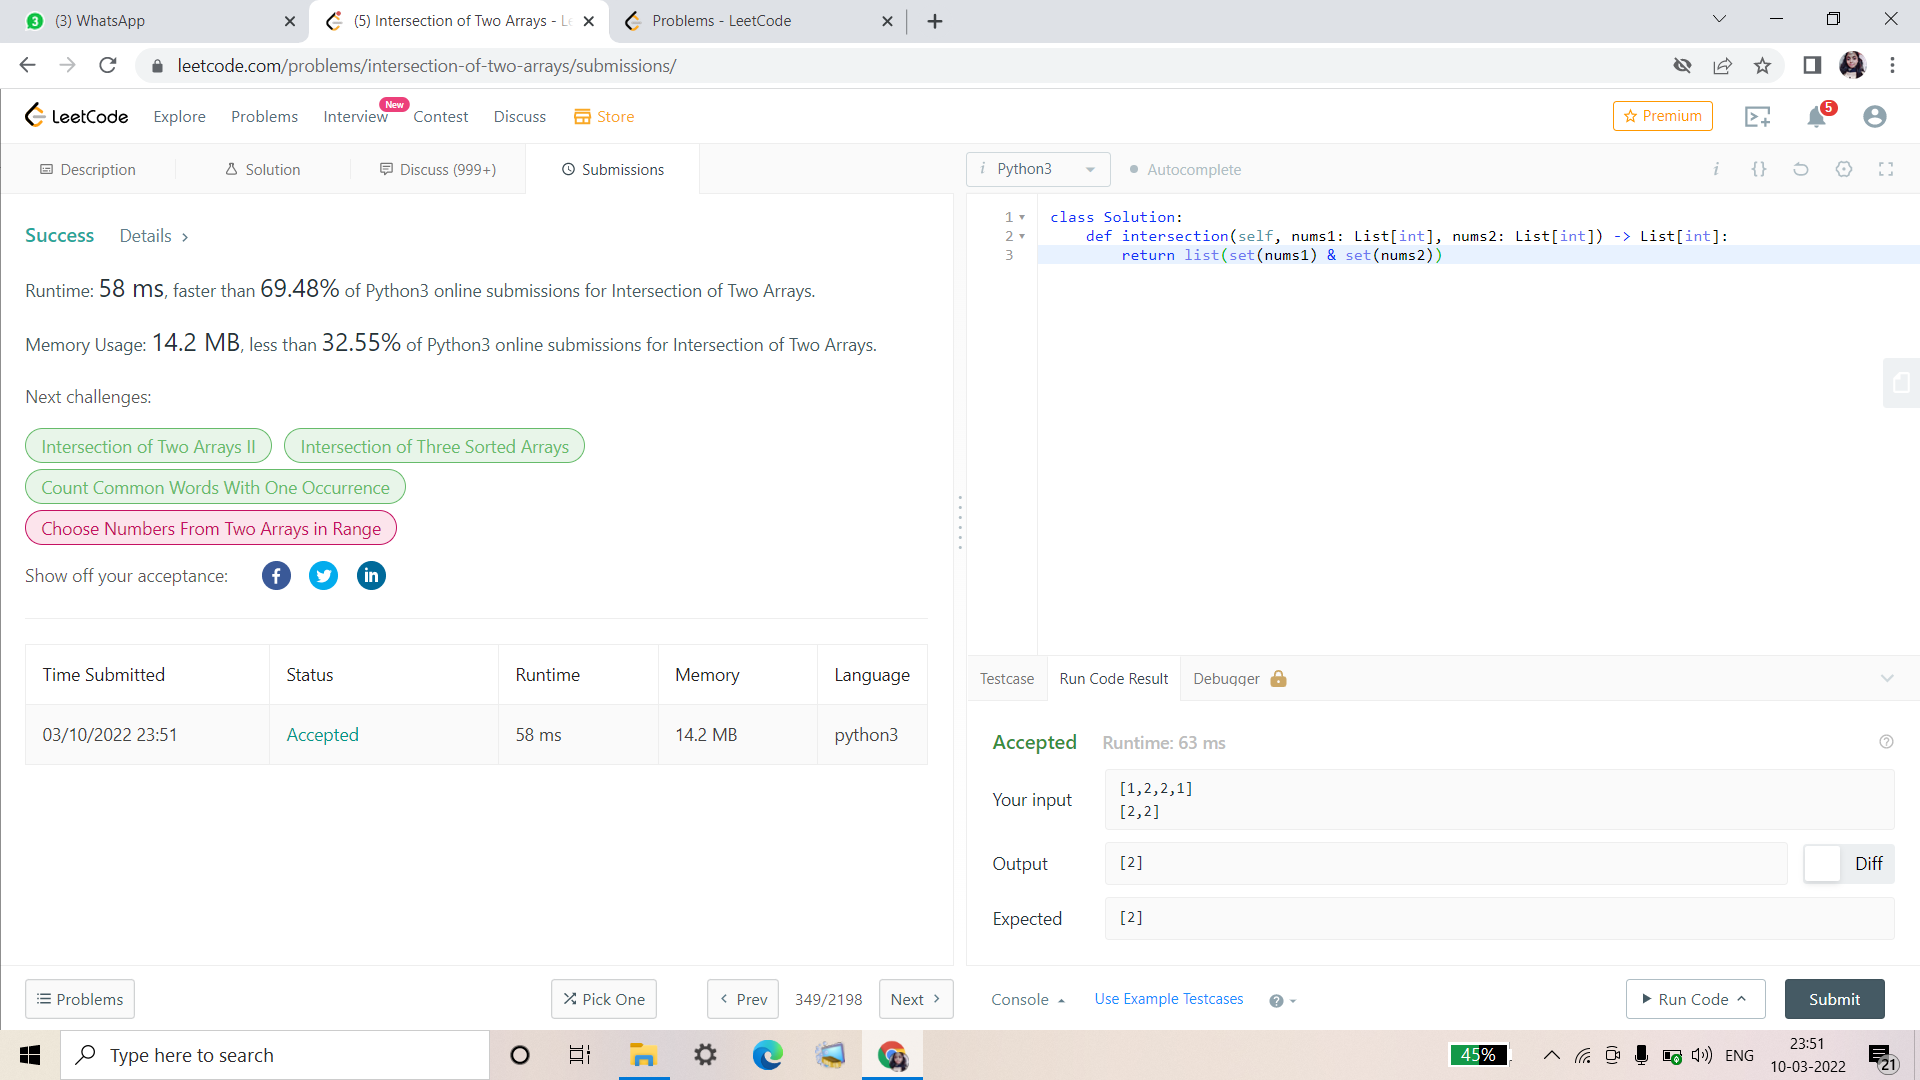 (3) WhatsApp
(5) Intersection of Two Arrays - Le
Problems - LeetCode
leetcode.com/problems/intersection-of-two-arrays/submissions/
LeetCode Explore Problems Interview New Contest Discuss Store Premium 5
Description Solution Discuss (999+) Submissions
i Python3 Autocomplete i {}
Success Details >
Runtime: 58 ms, faster than 69.48% of Python3 online submissions for Intersection of Two Arrays.
Memory Usage: 14.2 MB, less than 32.55% of Python3 online submissions for Intersection of Two Arrays.
Next challenges:
Intersection of Two Arrays II Intersection of Three Sorted Arrays
Count Common Words With One Occurrence
Choose Numbers From Two Arrays in Range
Show off your acceptance:
Time Submitted Status Runtime Memory Language
03/10/2022 23:51 Accepted 58 ms 14.2 MB python3
1 class Solution:
2 def intersection(self, nums1: List[int], nums2: List[int]) -> List[int]:
3 return list(set(nums1) & set(nums2))
Testcase Run Code Result Debugger
Accepted Runtime: 63 ms
Your input
[1,2,2,1]
[2,2]
Output [2] Diff
Expected [2]
Problems Pick One < Prev 349/2198 Next >
Console Use Example Testcases Run Code Submit
Type here to search
45% ENG
23:51
10-03-2022
21